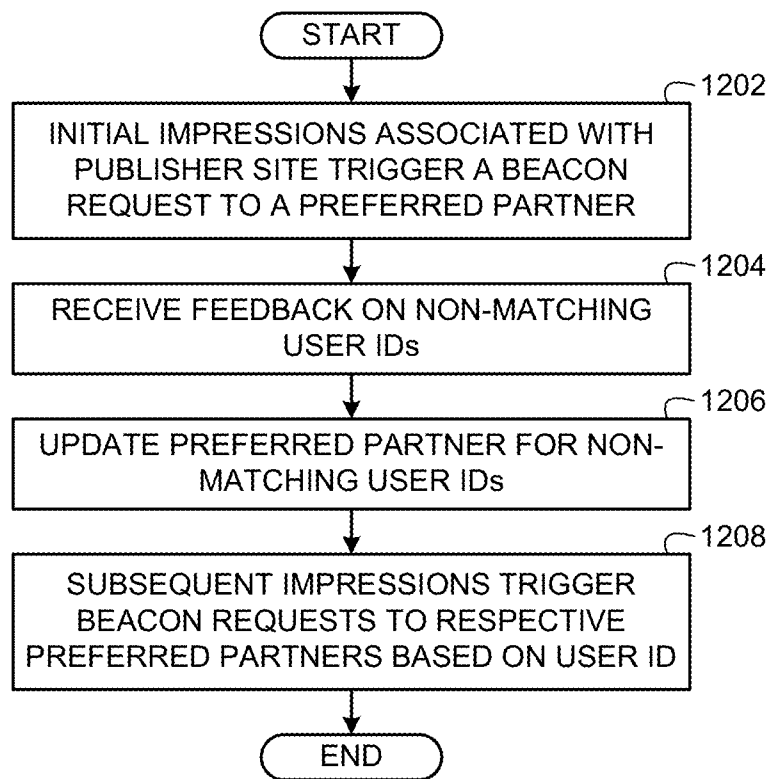 START
1202
INITIAL IMPRESSIONS ASSOCIATED WITH
PUBLISHER SITE TRIGGER A BEACON
REQUEST TO A PREFERRED PARTNER
1204
RECEIVE FEEDBACK ON NON-MATCHING
USER IDs
1206
UPDATE PREFERRED PARTNER FOR NON-
MATCHING USER IDs
1208
SUBSEQUENT IMPRESSIONS TRIGGER
BEACON REQUESTS TO RESPECTIVE
PREFERRED PARTNERS BASED ON USER ID
END